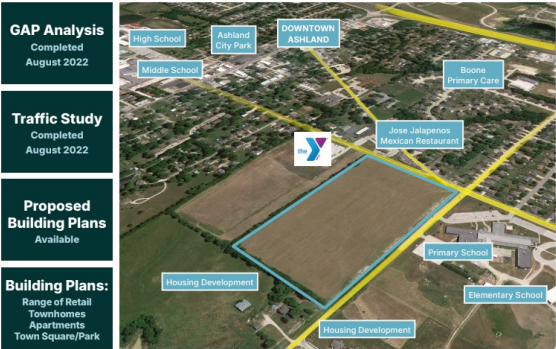 GAP Analysis
Completed
August 2022
Traffic Study
Completed
August 2022
Proposed
Building Plans
Available
Building Plans:
Range of Retail
Townhomes
Apartments
Town Square/Park
High School
Ashland
City Park
DOWNTOWN
ASHLAND
Middle School
Boone
Primary Care
the Y
Jose Jalapenos
Mexican Restaurant
Primary School
Housing Development
Elementary School
Housing Development